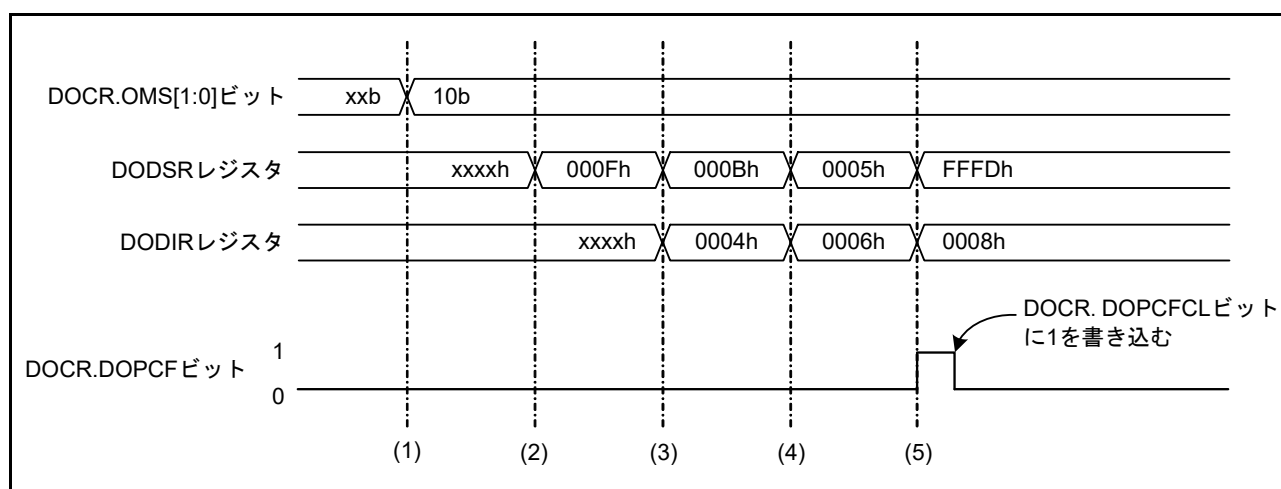 DOCR.OMS[1:0]ビット xxb 10b
DODSRレジスタ xxxxh 000Fh 000Bh 0005h FFFDh
DODIRレジスタ xxxxh 0004h 0006h 0008h
DOCR. DOPCFCLビット
に1を書き込む
DOCR.DOPCFビット 1
0
(1) (2) (3) (4) (5)